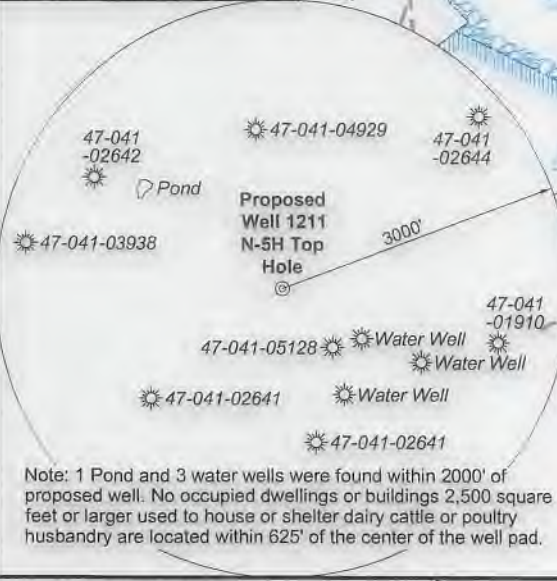 47-041-04929
47-041
-02642
47-041
-02644
Pond
Proposed
Well 1211
N-5H Top
Hole
3000'
47-041-03938
47-041
-01910
47-041-05128
Water Well
Water Well
Water Well
47-041-02641
47-041-02641
Note: 1 Pond and 3 water wells were found within 2000' of
proposed well. No occupied dwellings or buildings 2,500 square
feet or larger used to house or shelter dairy cattle or poultry
husbandry are located within 625' of the center of the well pad.